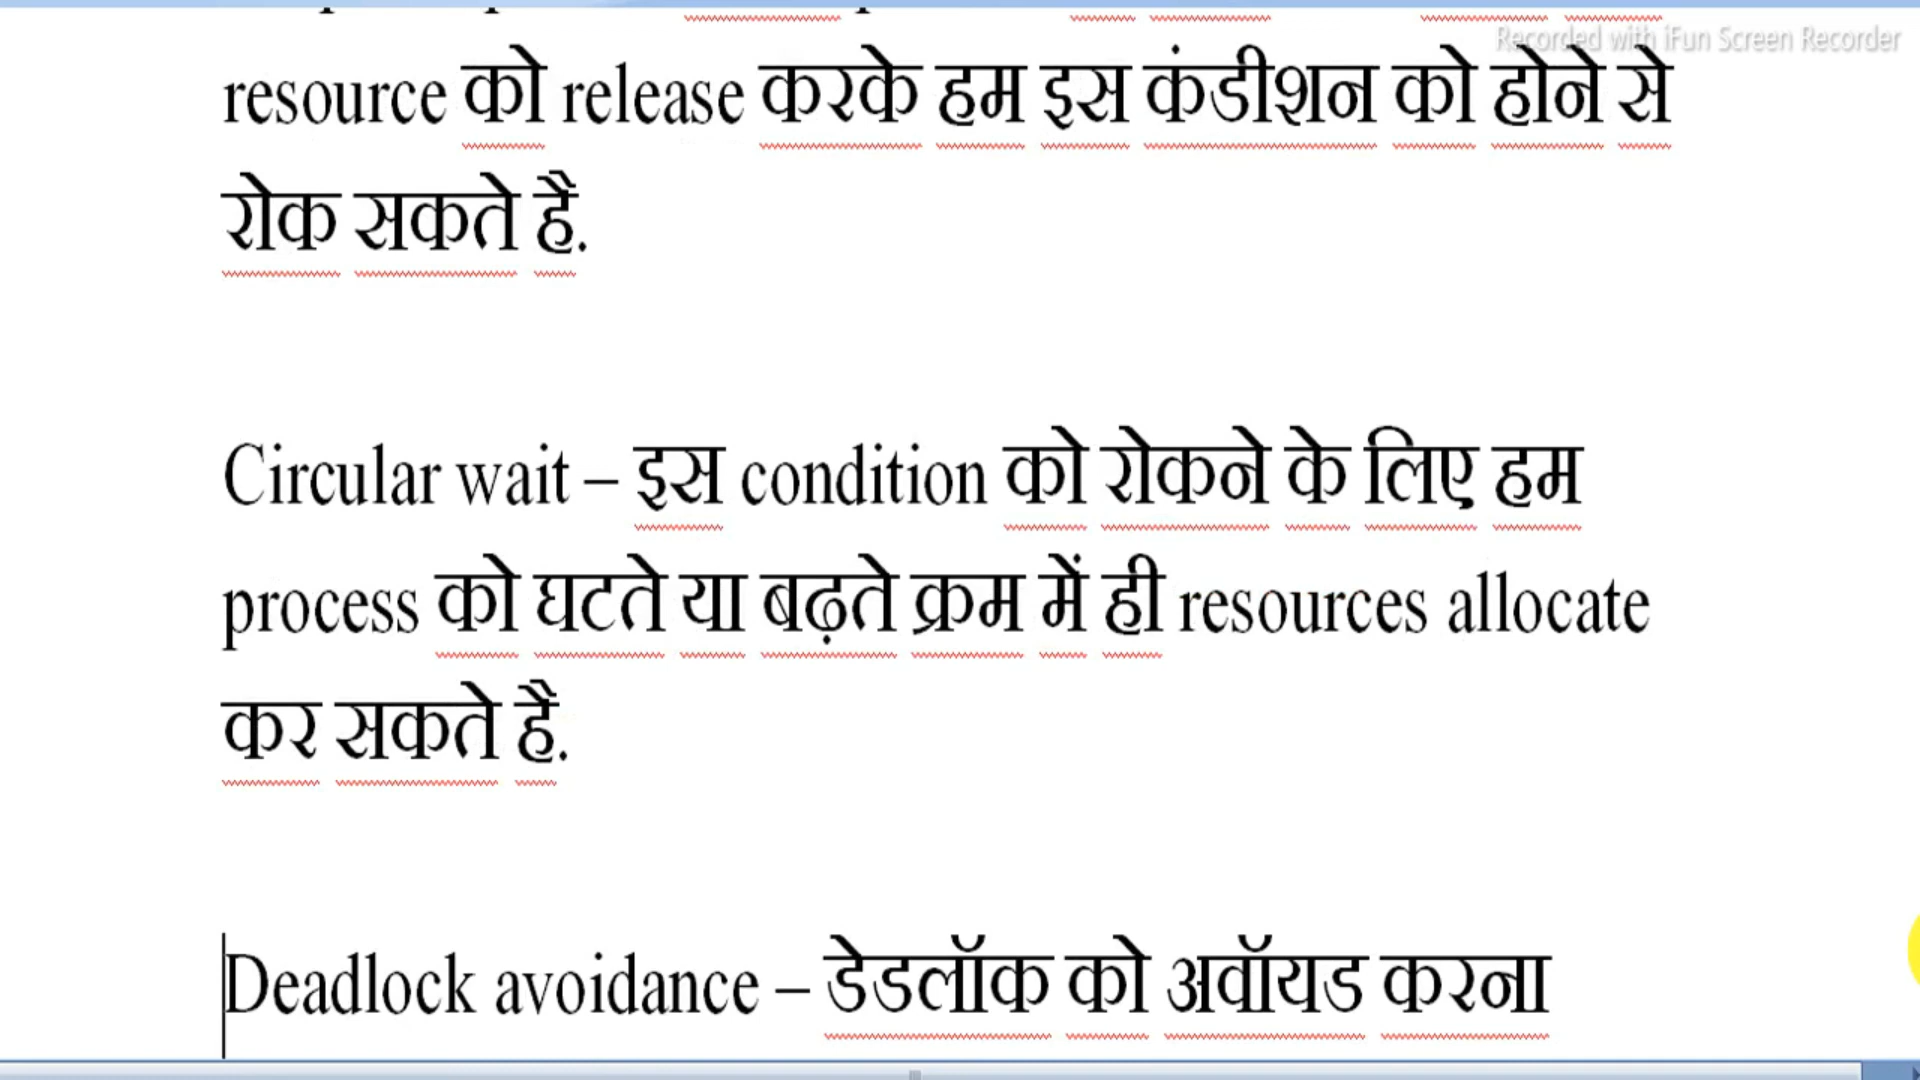 Recorded with iFun Screen Recorder
resource को release करके हम इस कंडीशन को होने से
रोक सकते है.
Circular wait – इस condition को रोकने के लिए हम
process को घटते या बढ़ते क्रम में ही resources allocate
कर सकते है.
Deadlock avoidance – डेडलॉक को अवॉयड करना